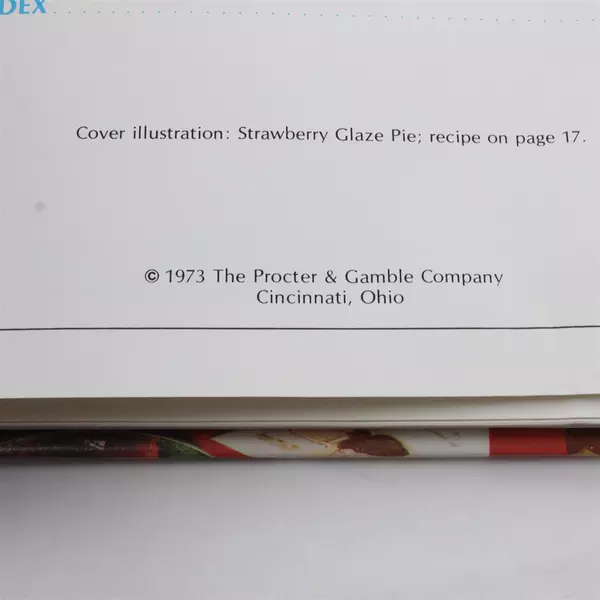 DEX
Cover illustration: Strawberry Glaze Pie; recipe on page 17.
© 1973 The Procter & Gamble Company
Cincinnati, Ohio